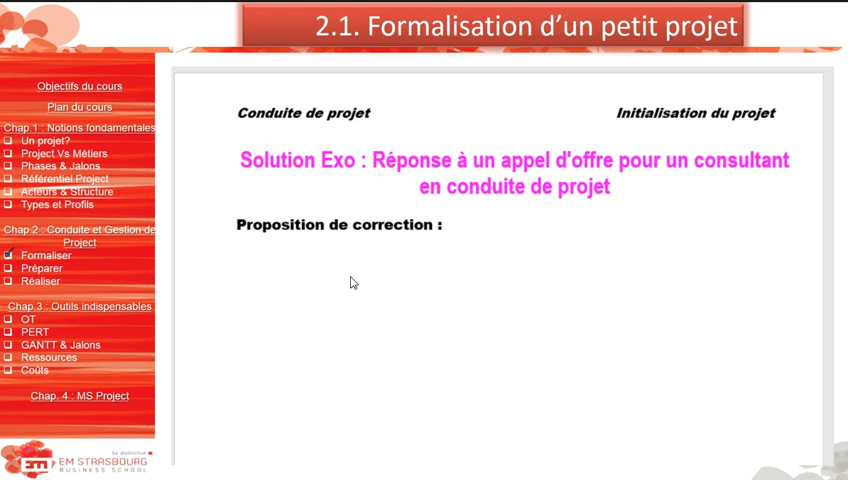 2.1. Formalisation d'un petit projet
Objectifs du cours
Plan du cours
Chap.1 : Notions fondamentales
Un projet?
Project Vs Métiers
Phases & Jalons
Référentiel Project
Acteurs & Structure
Types et Profils
Chap.2 : Conduite et Gestion de
Project
Formaliser
Préparer
Réaliser
Chap.3 : Outils indispensables
OT
PERT
GANTT & Jalons
Ressources
Coûts
Chap. 4 : MS Project
be distinctive
EM STRASBOURG
BUSINESS SCHOOL
Conduite de projet
Initialisation du projet
Solution Exo : Réponse à un appel d'offre pour un consultant
en conduite de projet
Proposition de correction :